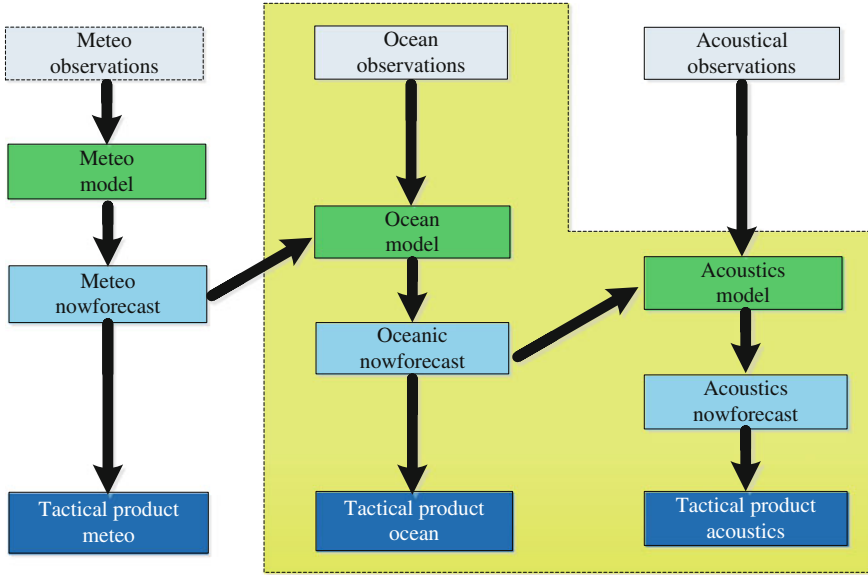 Meteo
observations
Meteo
model
Meteo
nowforecast
Tactical product
meteo
Ocean
observations
Ocean
model
Oceanic
nowforecast
Tactical product
ocean
Acoustical
observations
Acoustics
model
Acoustics
nowforecast
Tactical product
acoustics